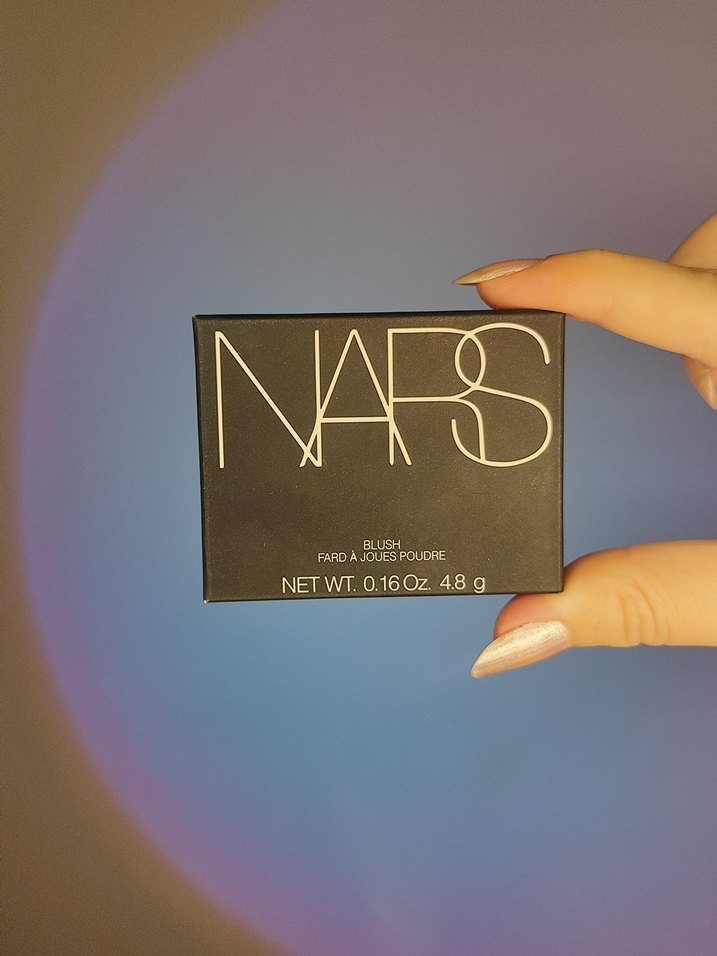 NARS
BLUSH
FARD À JOUES POUDRE
NET WT. 0.16 Oz. 4.8 g